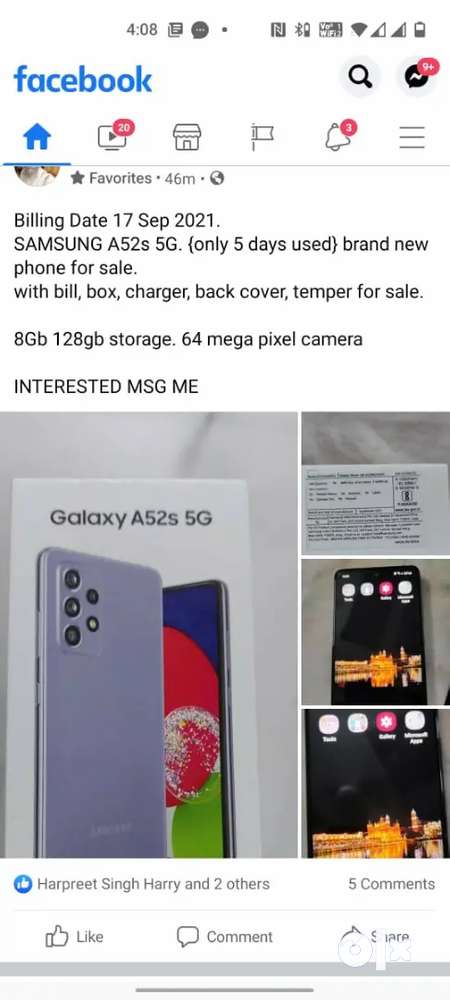 4:08
Vo1
WiFi2
facebook
9+
20
3
Favorites • 46m •
Billing Date 17 Sep 2021.
SAMSUNG A52s 5G. {only 5 days used} brand new
phone for sale.
with bill, box, charger, back cover, temper for sale.
8Gb 128gb storage. 64 mega pixel camera
INTERESTED MSG ME
Galaxy A52s 5G
SAMSUNG
Tools
Gallery
Microsoft
Apps
Harpreet Singh Harry and 2 others
5 Comments
Like
Comment
Share
olx